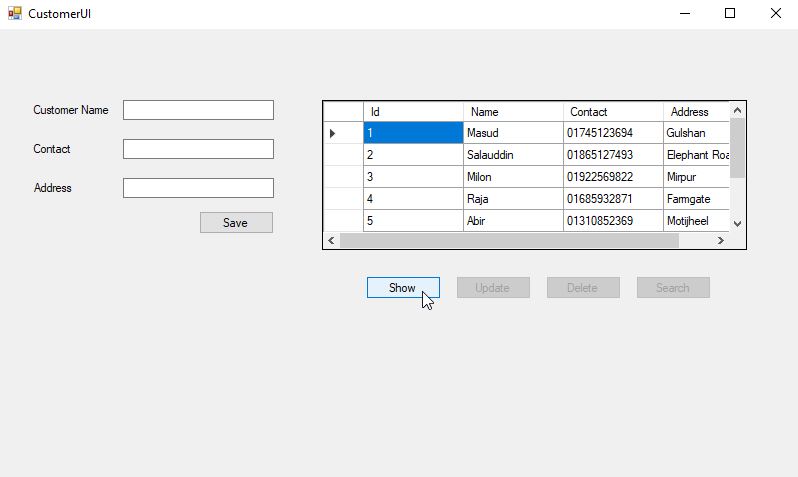 CustomerUI
Customer Name
Contact
Address
Save
Id Name Contact Address
1 Masud 01745123694 Gulshan
2 Salauddin 01865127493 Elephant Roa
3 Milon 01922569822 Mirpur
4 Raja 01685932871 Farmgate
5 Abir 01310852369 Motijheel
Show Update Delete Search